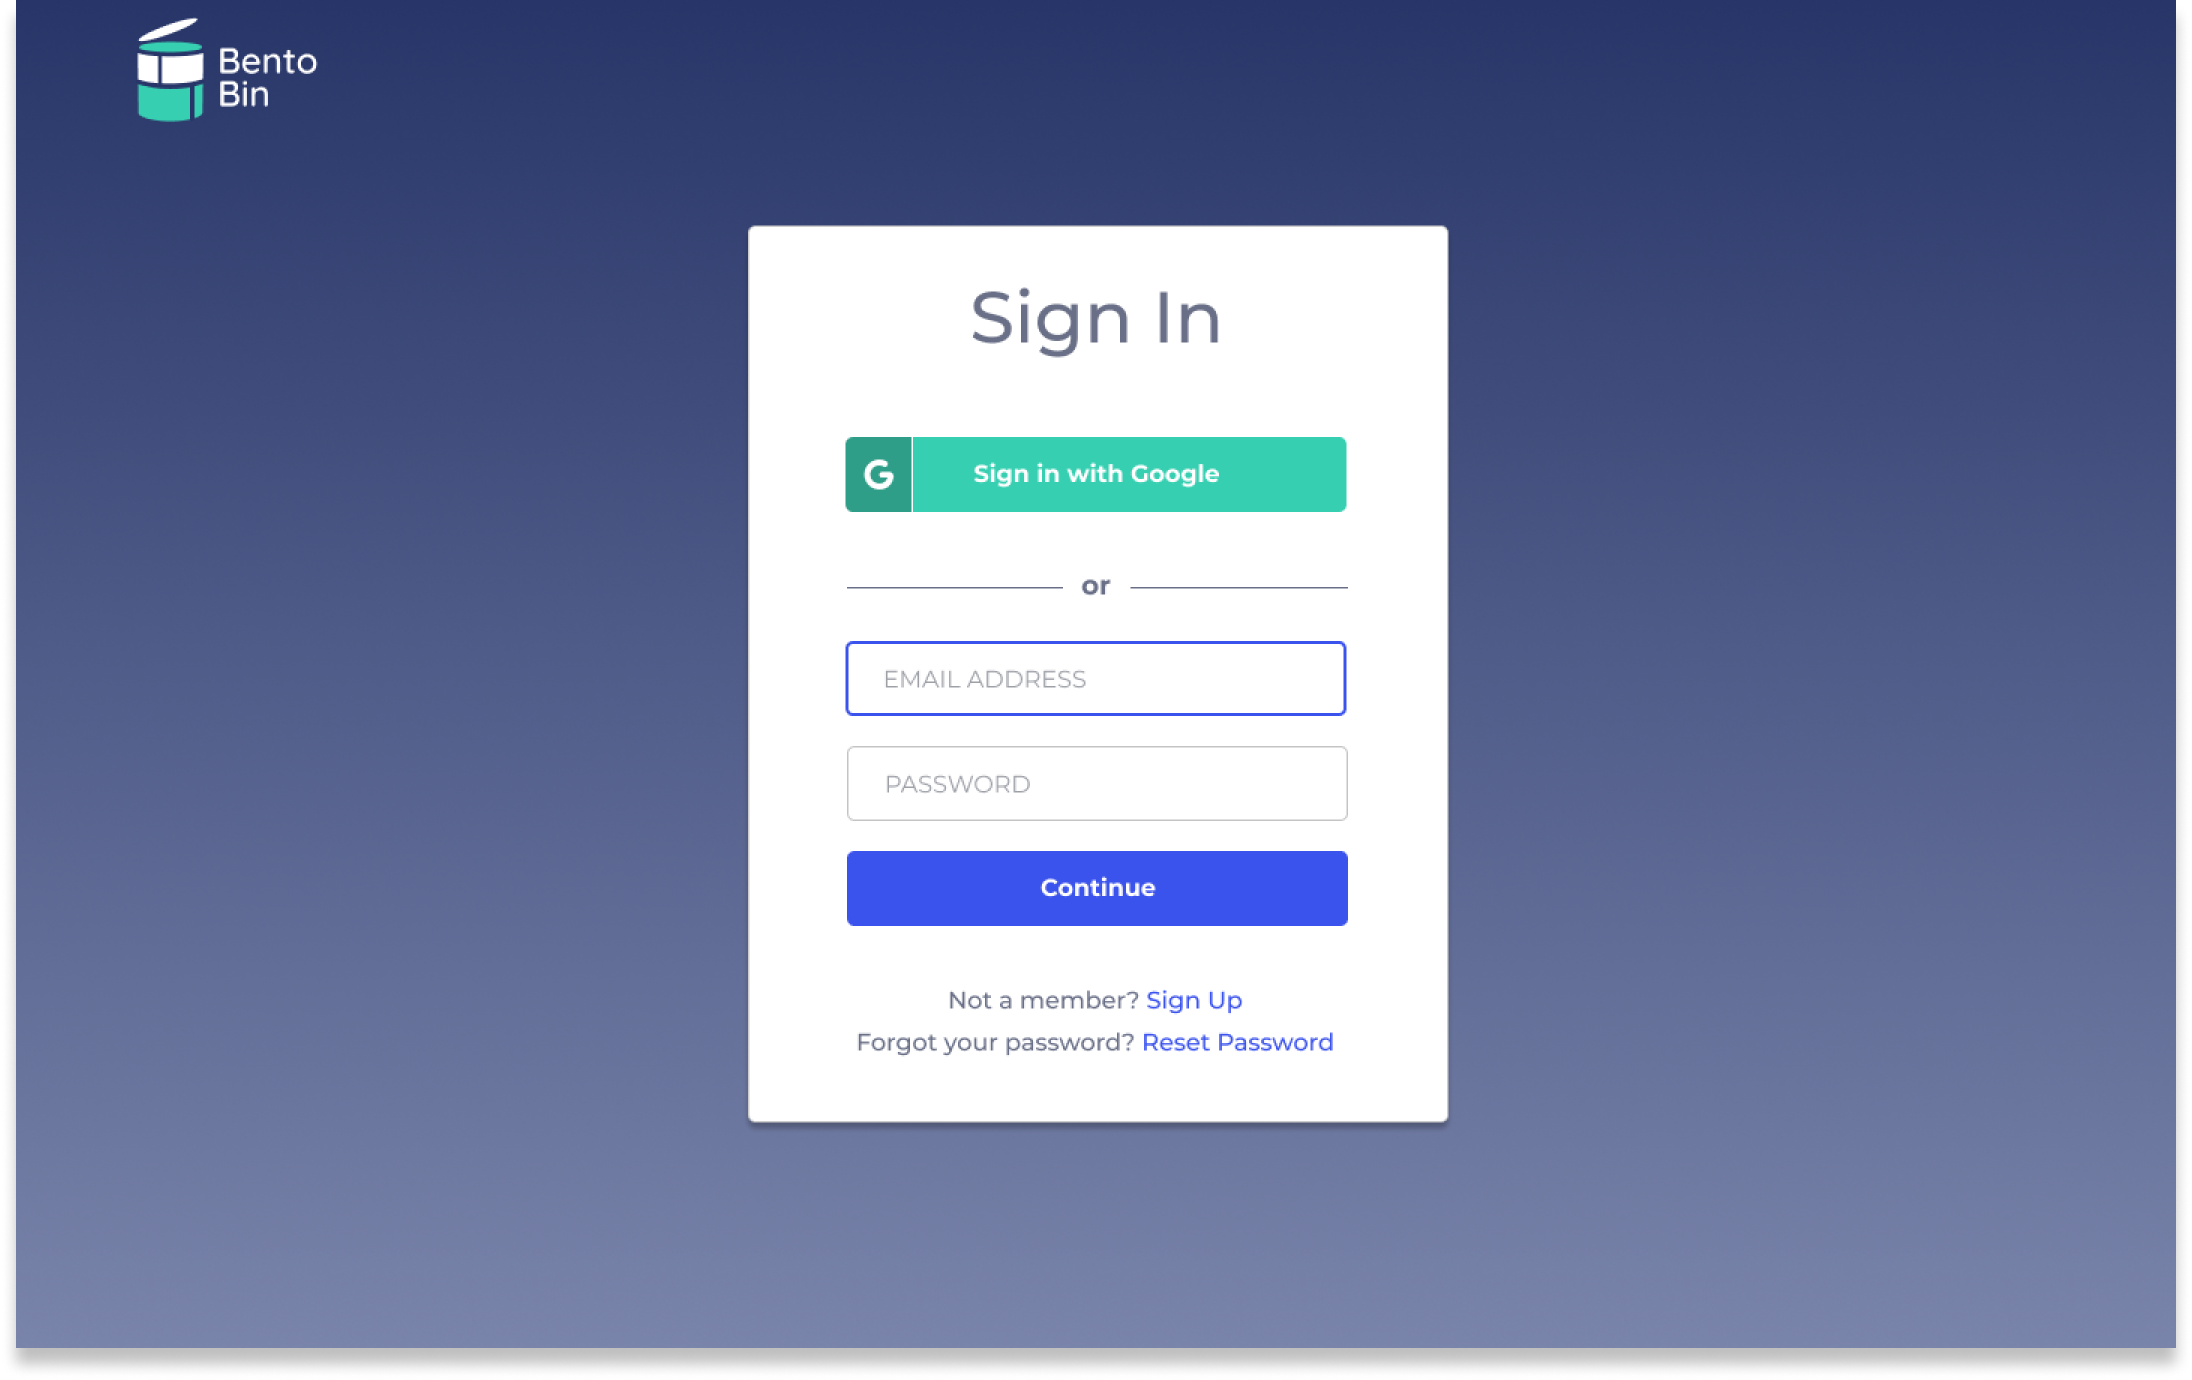 Bento
Bin
Sign In
G
Sign in with Google
or
EMAIL ADDRESS
PASSWORD
Continue
Not a member? Sign Up
Forgot your password? Reset Password